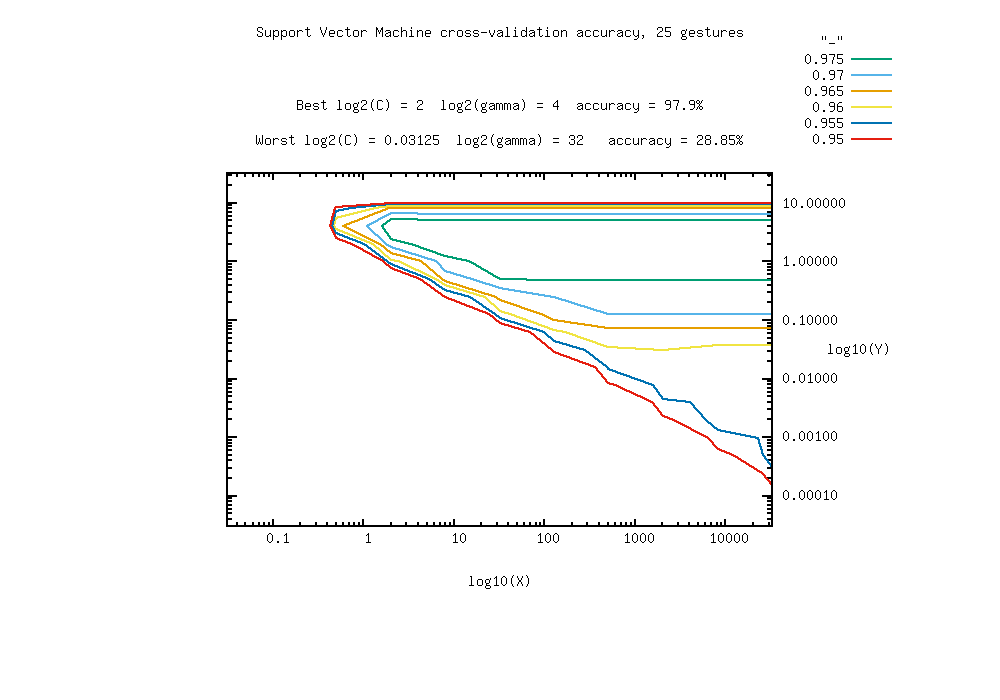 Support Vector Machine cross-validation accuracy, 25 gestures
"_"
0.975
0.97
0.965
0.96
0.955
0.95
Best log2(C) = 2  log2(gamma) = 4  accuracy = 97.9%
Worst log2(C) = 0.03125  log2(gamma) = 32   accuracy = 28.85%
10.00000
1.00000
0.10000
log10(Y)
0.01000
0.00100
0.00010
0.1 1 10 100 1000 10000
log10(X)